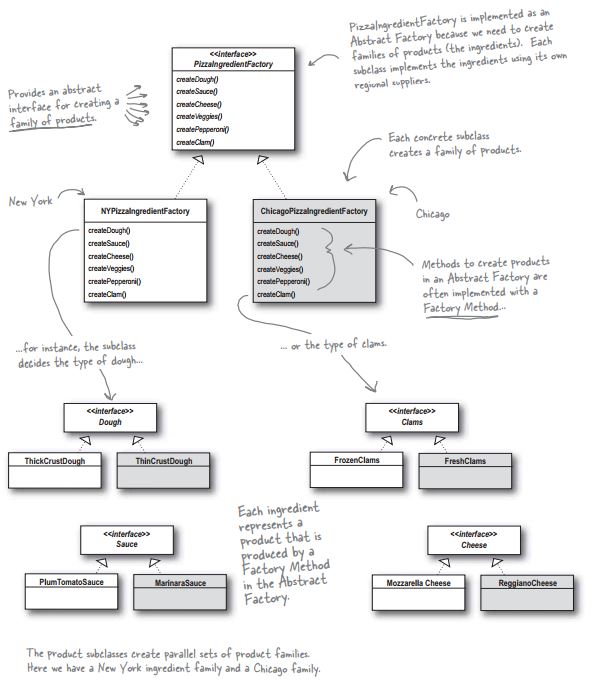 <<interface>>
PizzaIngredientFactory
createDough()
createSauce()
createCheese()
createVeggies()
createPepperoni()
createClam()
PizzaIngredientFactory is implemented as an
Abstract Factory because we need to create
families of products (the ingredients). Each
subclass implements the ingredients using its own
regional suppliers.
Provides an abstract
interface for creating a
family of products.
Each concrete subclass
creates a family of products.
New York
Chicago
NYPizzaIngredientFactory
createDough()
createSauce()
createCheese()
createVeggies()
createPepperoni()
createClam()
ChicagoPizzaIngredientFactory
createDough()
createSauce()
createCheese()
createVeggies()
createPepperoni()
createClam()
Methods to create products
in an Abstract Factory are
often implemented with a
Factory Method...
...for instance, the subclass
decides the type of dough...
... or the type of clams.
<<interface>>
Dough
ThickCrustDough
ThinCrustDough
<<interface>>
Clams
FrozenClams
FreshClams
Each ingredient
represents a
product that is
produced by a
Factory Method
in the Abstract
Factory.
<<interface>>
Sauce
PlumTomatoSauce
MarinaraSauce
<<interface>>
Cheese
Mozzarella Cheese
ReggianoCheese
The product subclasses create parallel sets of product families.
Here we have a New York ingredient family and a Chicago family.